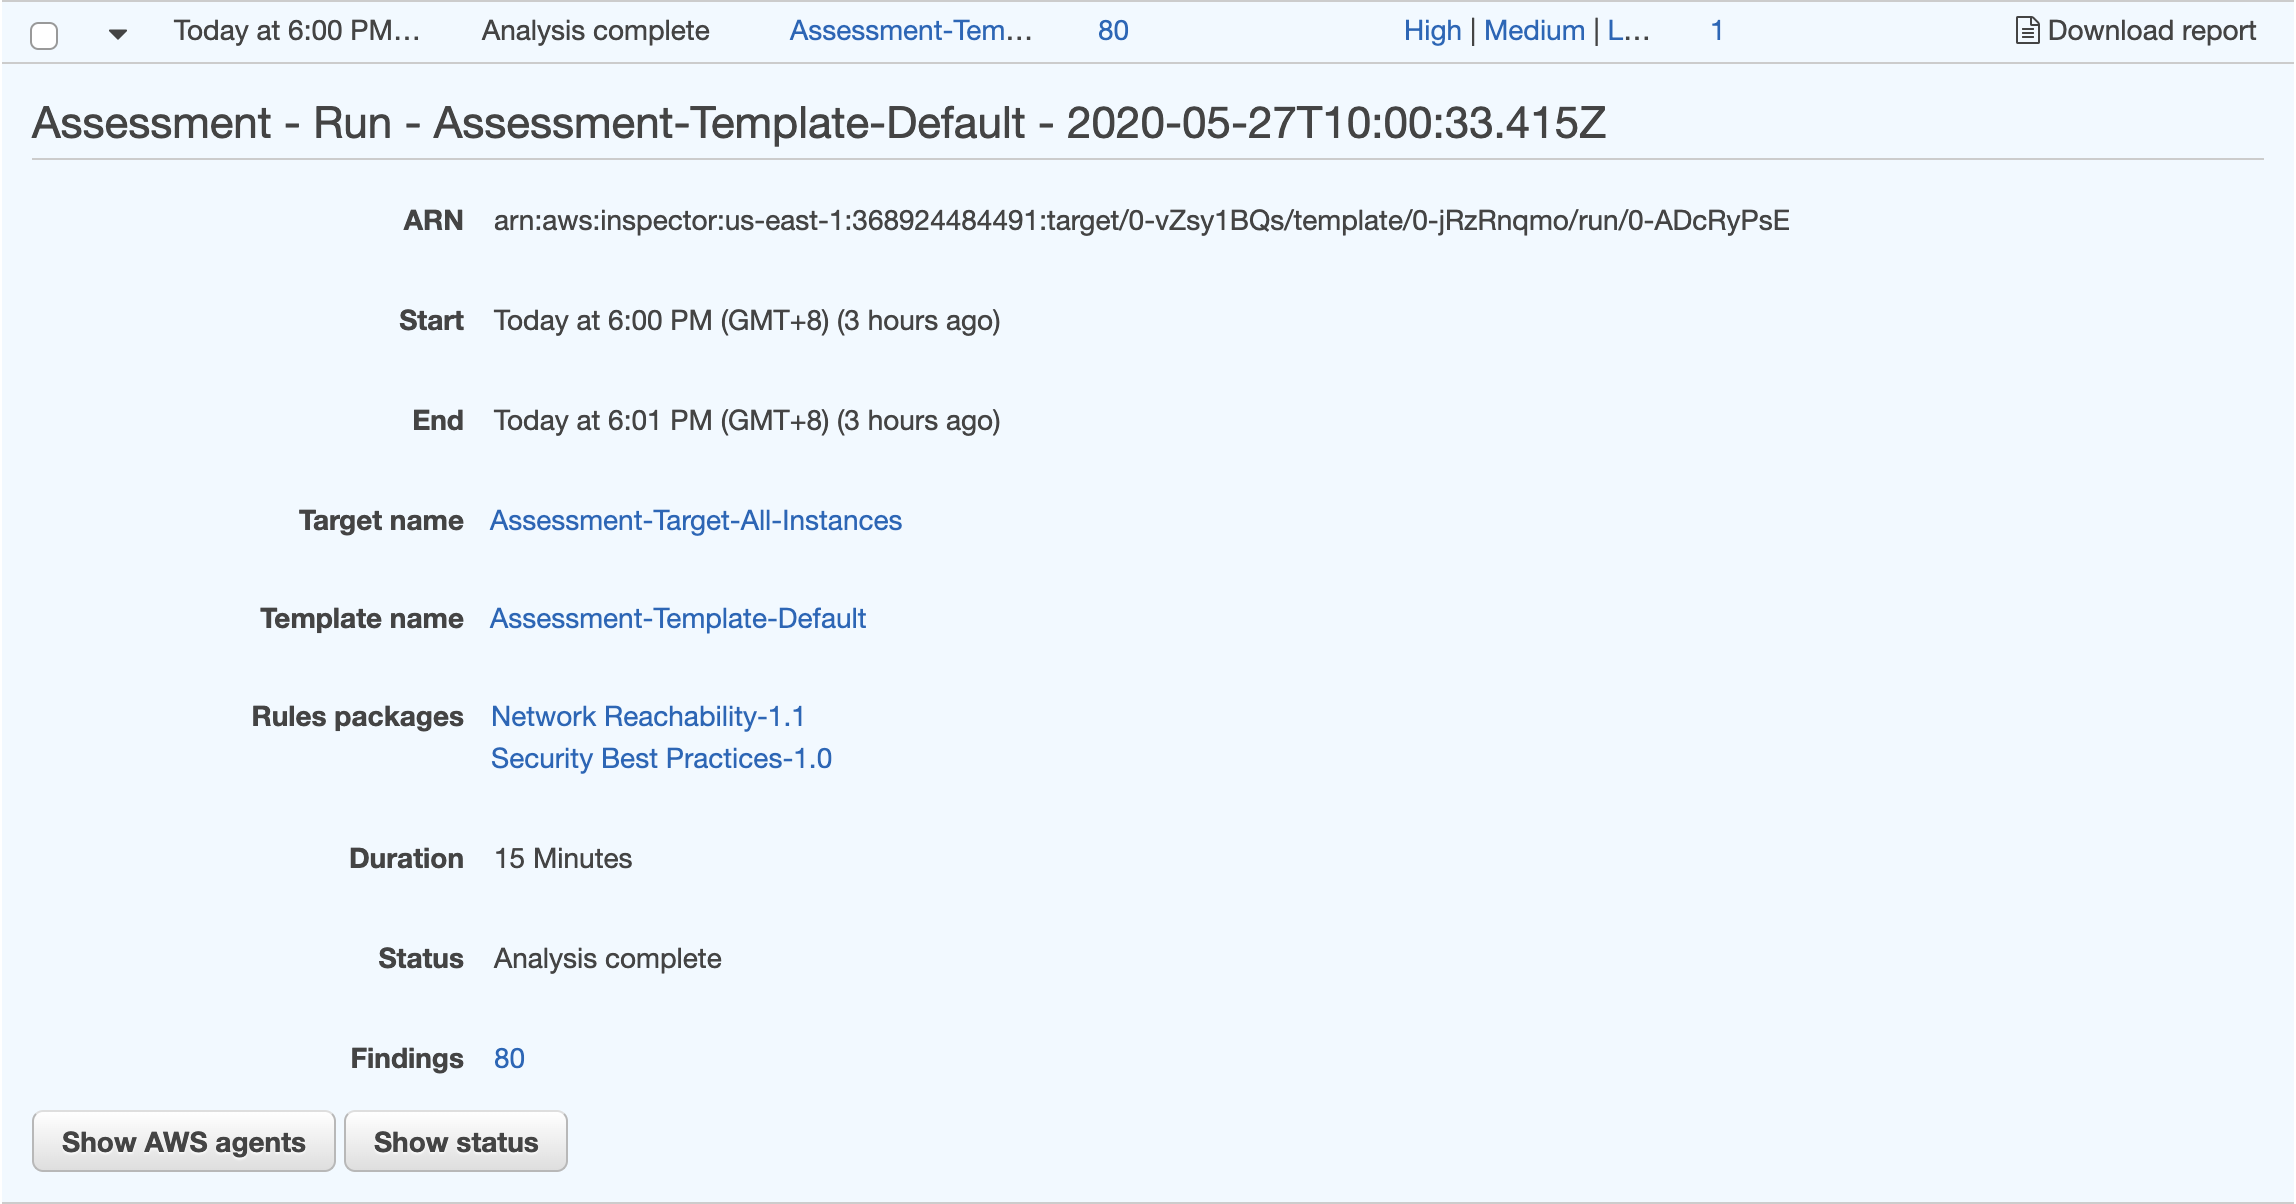 Today at 6:00 PM... Analysis complete Assessment-Tem... 80 High | Medium | L... 1 Download report
Assessment - Run - Assessment-Template-Default - 2020-05-27T10:00:33.415Z
ARN arn:aws:inspector:us-east-1:368924484491:target/0-vZsy1BQs/template/0-jRzRnqmo/run/0-ADcRyPsE
Start Today at 6:00 PM (GMT+8) (3 hours ago)
End Today at 6:01 PM (GMT+8) (3 hours ago)
Target name Assessment-Target-All-Instances
Template name Assessment-Template-Default
Rules packages Network Reachability-1.1
Security Best Practices-1.0
Duration 15 Minutes
Status Analysis complete
Findings 80
Show AWS agents Show status